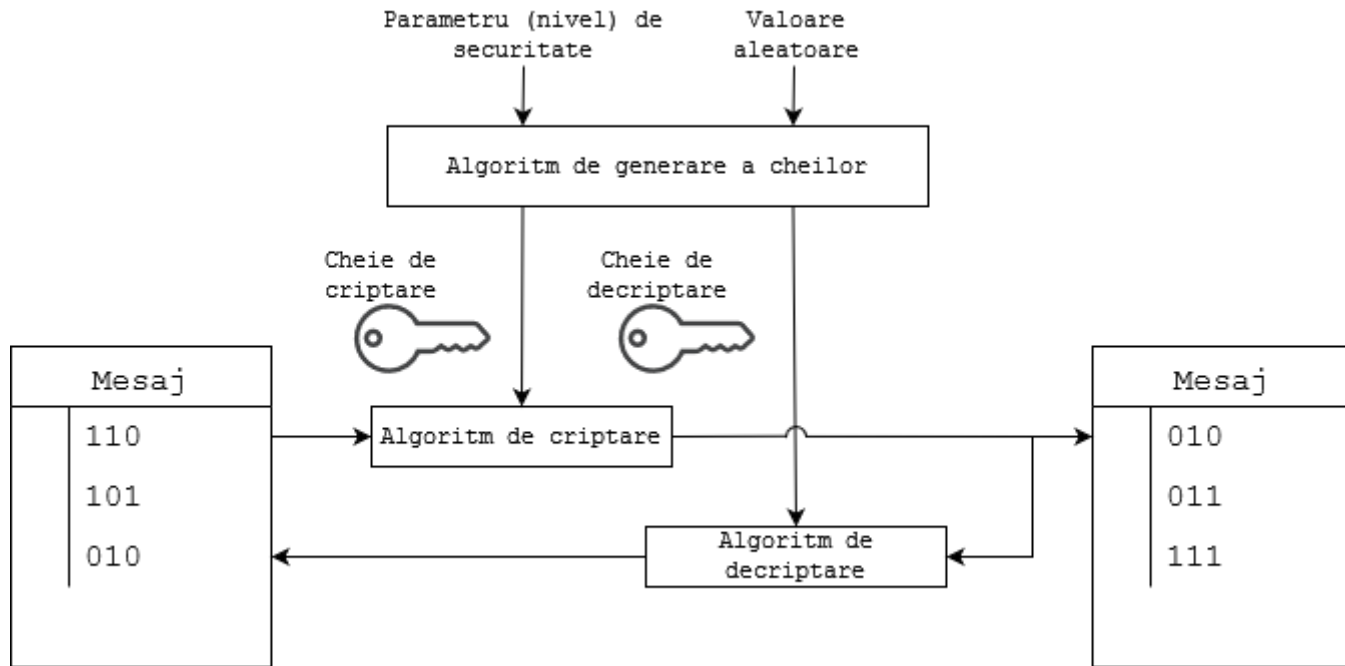 Parametru (nivel) de
securitate
Valoare
aleatoare
Algoritm de generare a cheilor
Cheie de
criptare
Cheie de
decriptare
Mesaj
110
101
010
Algoritm de criptare
Algoritm de
decriptare
Mesaj
010
011
111